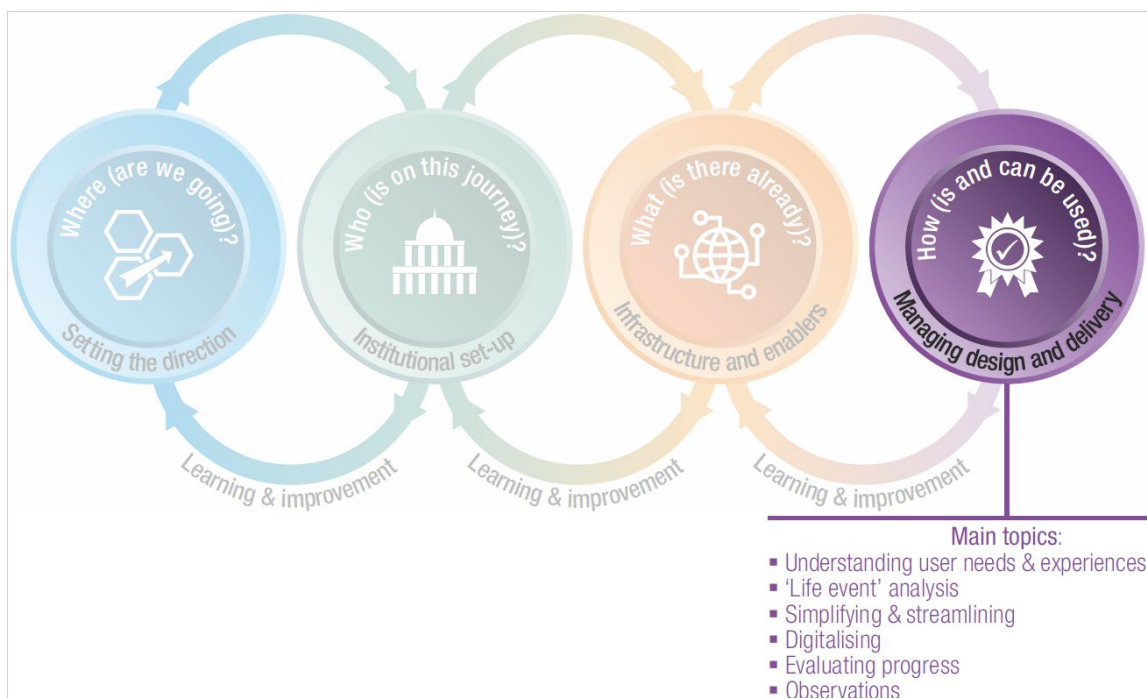 Where (are we going)?
Setting the direction
Who (is on this journey)?
Institutional set-up
What (is there already)?
Infrastructure and enablers
How (is and can be used)?
Managing design and delivery
Learning & improvement
Learning & improvement
Learning & improvement
Main topics:
▪ Understanding user needs & experiences
▪ ‘Life event’ analysis
▪ Simplifying & streamlining
▪ Digitalising
▪ Evaluating progress
▪ Observations